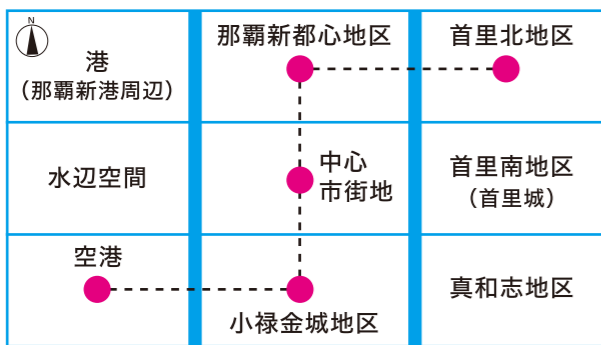 N
港
（那覇新港周辺）
那覇新都心地区
首里北地区
水辺空間
中心
市街地
首里南地区
（首里城）
空港
小禄金城地区
真和志地区